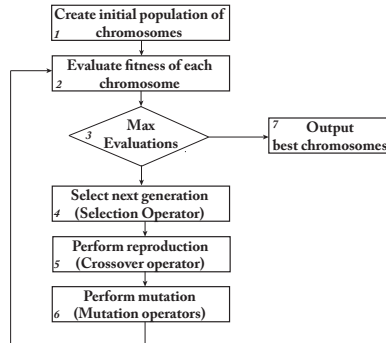 Create initial population of
1 chromosomes
Evaluate fitness of each
2 chromosome
3 Max
Evaluations
7 Output
best chromosomes
Select next generation
4 (Selection Operator)
Perform reproduction
5 (Crossover operator)
Perform mutation
6 (Mutation operators)